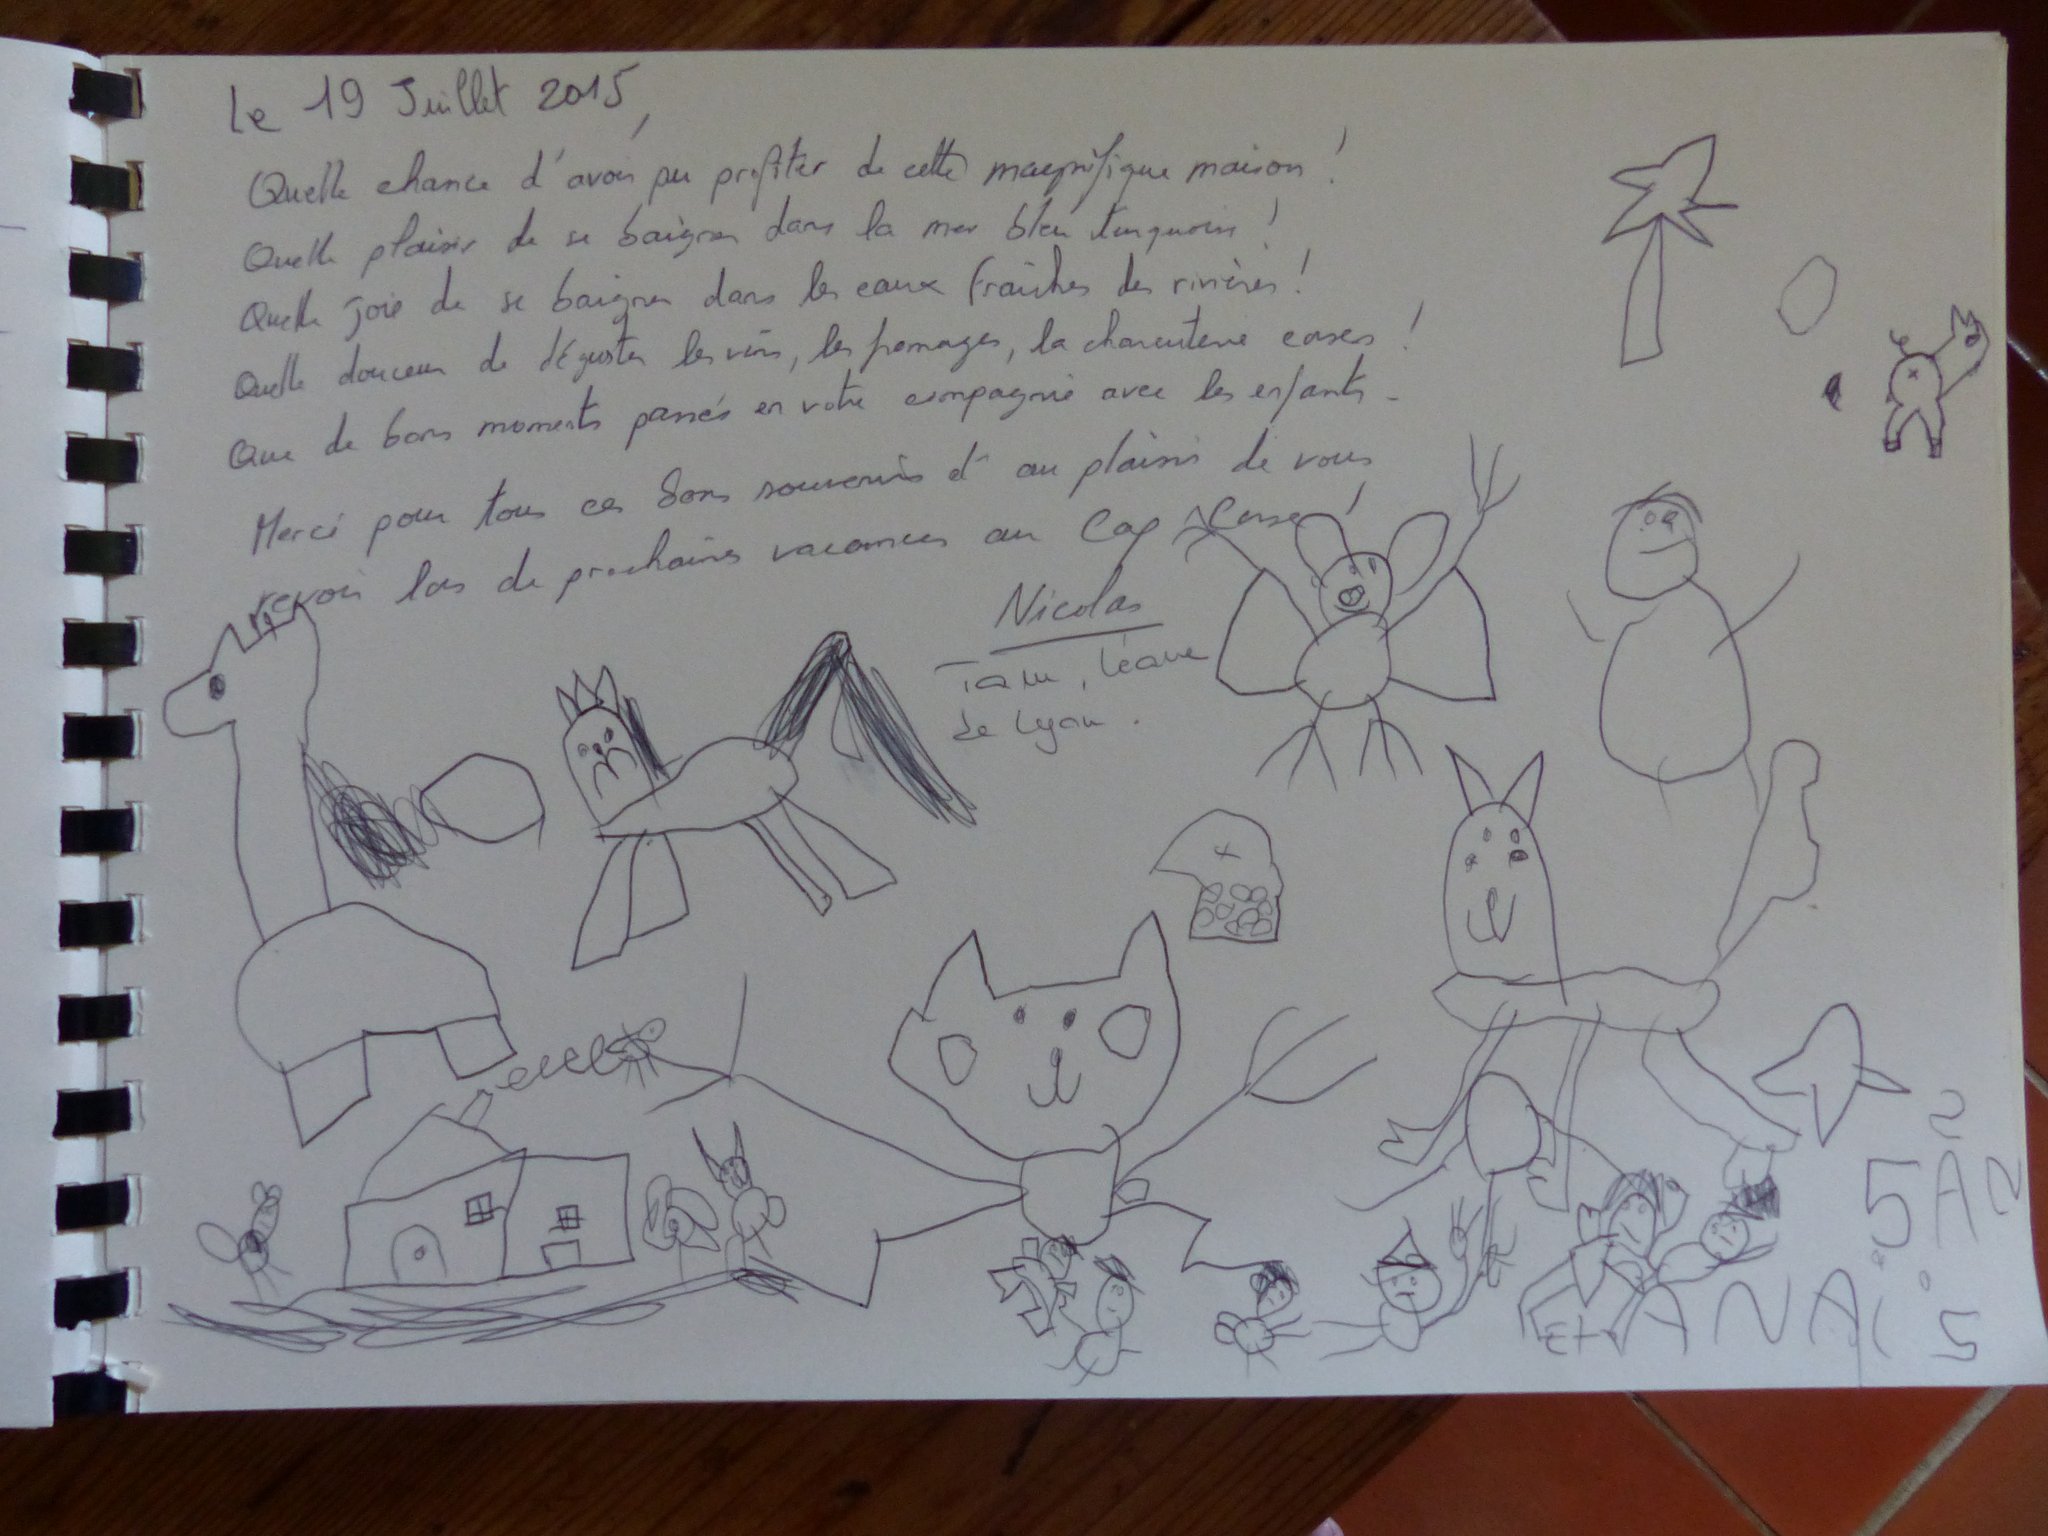 Le 19 Juillet 2015,
Quelle chance d'avoir pu profiter de cette magnifique maison !
Quelle plaisir de se baigner dans la mer bleu turquoise !
Quelle joie de se baigner dans les eaux fraîches des rivières !
Quelle douceur de déguster les vins, les fromages, la charcuterie corses !
Que de bons moments passés en votre compagnie avec les enfants -
Merci pour tous ces bons souvenirs et au plaisir de vous
revoir lors de prochaines vacances au Cap Corse !
Nicolas
Tam, Léane
de Lyon .
5 AN
ANAI
5